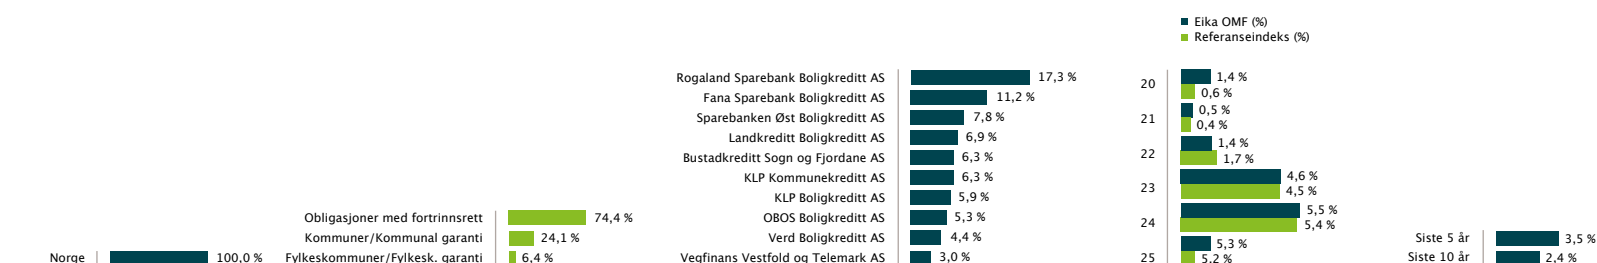 Eika OMF (%)
Referanseindeks (%)
Rogaland Sparebank Boligkreditt AS 17,3 %
Fana Sparebank Boligkreditt AS 11,2 %
Sparebanken Øst Boligkreditt AS 7,8 %
Landkreditt Boligkreditt AS 6,9 %
Bustadkreditt Sogn og Fjordane AS 6,3 %
KLP Kommunekreditt AS 6,3 %
KLP Boligkreditt AS 5,9 %
OBOS Boligkreditt AS 5,3 %
Verd Boligkreditt AS 4,4 %
Vegfinans Vestfold og Telemark AS 3,0 %
20 1,4 %
0,6 %
21 0,5 %
0,4 %
22 1,4 %
1,7 %
23 4,6 %
4,5 %
24 5,5 %
5,4 %
25 5,3 %
5,2 %
Obligasjoner med fortrinnsrett 74,4 %
Kommuner/Kommunal garanti 24,1 %
Fylkeskommuner/Fylkesk. garanti 6,4 %
Norge 100,0 %
Siste 5 år 3,5 %
Siste 10 år 2,4 %